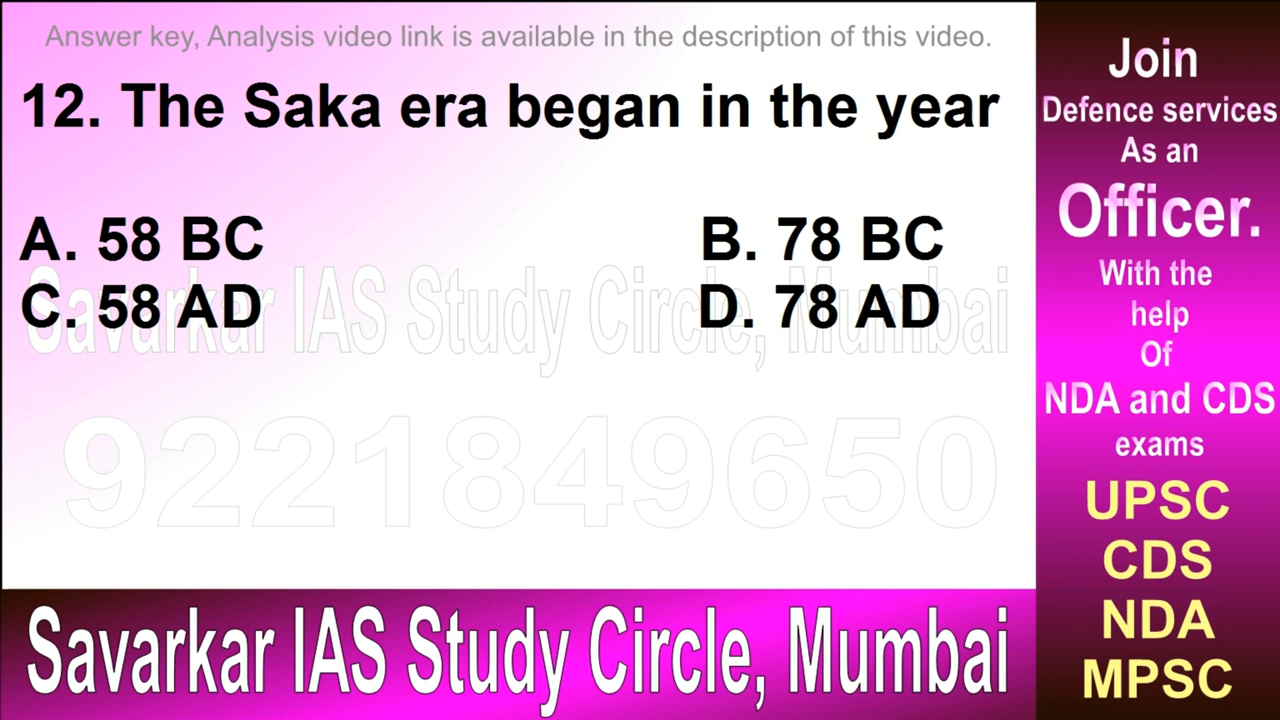 Answer key, Analysis video link is available in the description of this video.
12. The Saka era began in the year
A. 58 BC B. 78 BC
C. 58 AD D. 78 AD
Savarkar IAS Study Circle, Mumbai
9221849650
Savarkar IAS Study Circle, Mumbai
Join
Defence services
As an
Officer.
With the
help
Of
NDA and CDS
exams
UPSC
CDS
NDA
MPSC